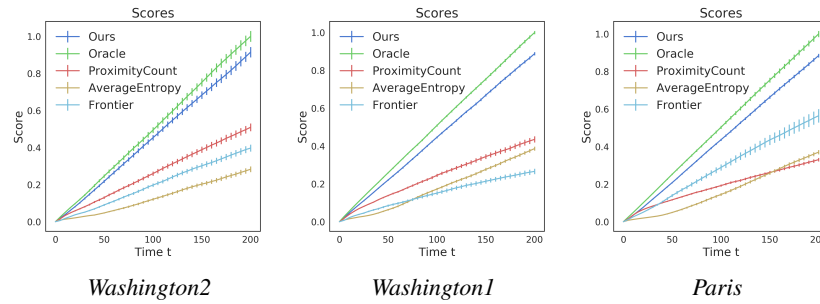 Scores
Ours
Oracle
ProximityCount
AverageEntropy
Frontier
Score
1.0
0.8
0.6
0.4
0.2
0.0
0 50 100 150 200
Time t
Washington2
Scores
Ours
Oracle
ProximityCount
AverageEntropy
Frontier
Score
1.0
0.8
0.6
0.4
0.2
0.0
0 50 100 150 200
Time t
Washington1
Scores
Ours
Oracle
ProximityCount
AverageEntropy
Frontier
Score
1.0
0.8
0.6
0.4
0.2
0.0
0 50 100 150 200
Time t
Paris